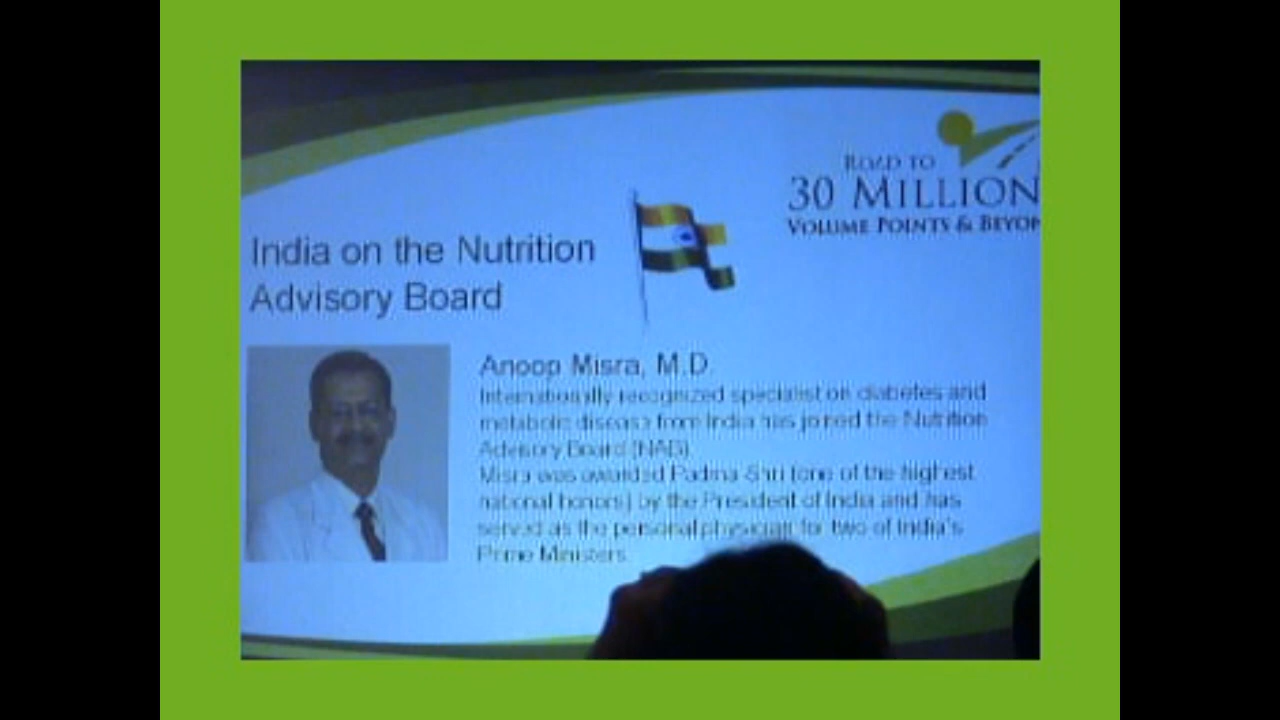 ROAD TO
30 MILLION
VOLUME POINTS & BEYON
India on the Nutrition
Advisory Board
Anoop Misra, M.D.
Internationally recognized specialist on diabetes and
metabolic disease from India has joined the Nutrition
Advisory Board (NAB).
Misra was awarded Padma Shri (one of the highest
national honors) by the President of India and has
served as the personal physician for two of India's
Prime Ministers.